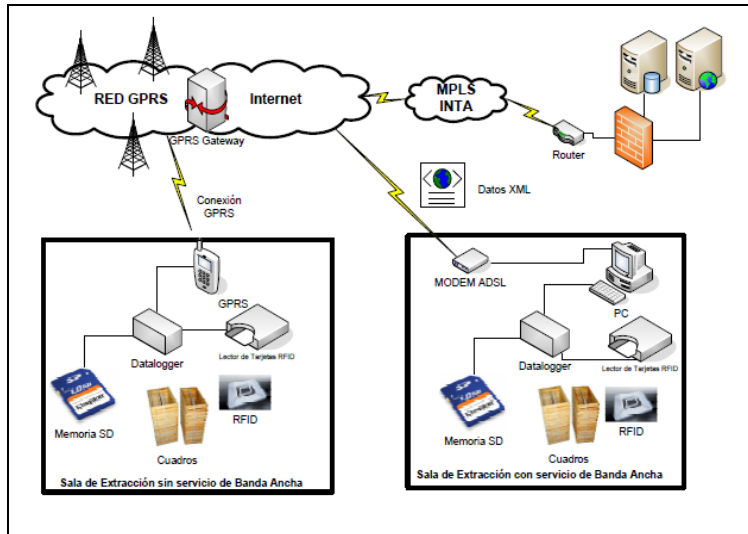 RED GPRS
Internet
GPRS Gateway
MPLS
INTA
Router
Datos XML
Conexión
GPRS
GPRS
Datalogger
Lector de Tarjetas RFID
Memoria SD
RFID
Cuadros
Sala de Extracción sin servicio de Banda Ancha
MODEM ADSL
PC
Datalogger
Lector de Tarjetas RFID
Memoria SD
RFID
Cuadros
Sala de Extracción con servicio de Banda Ancha